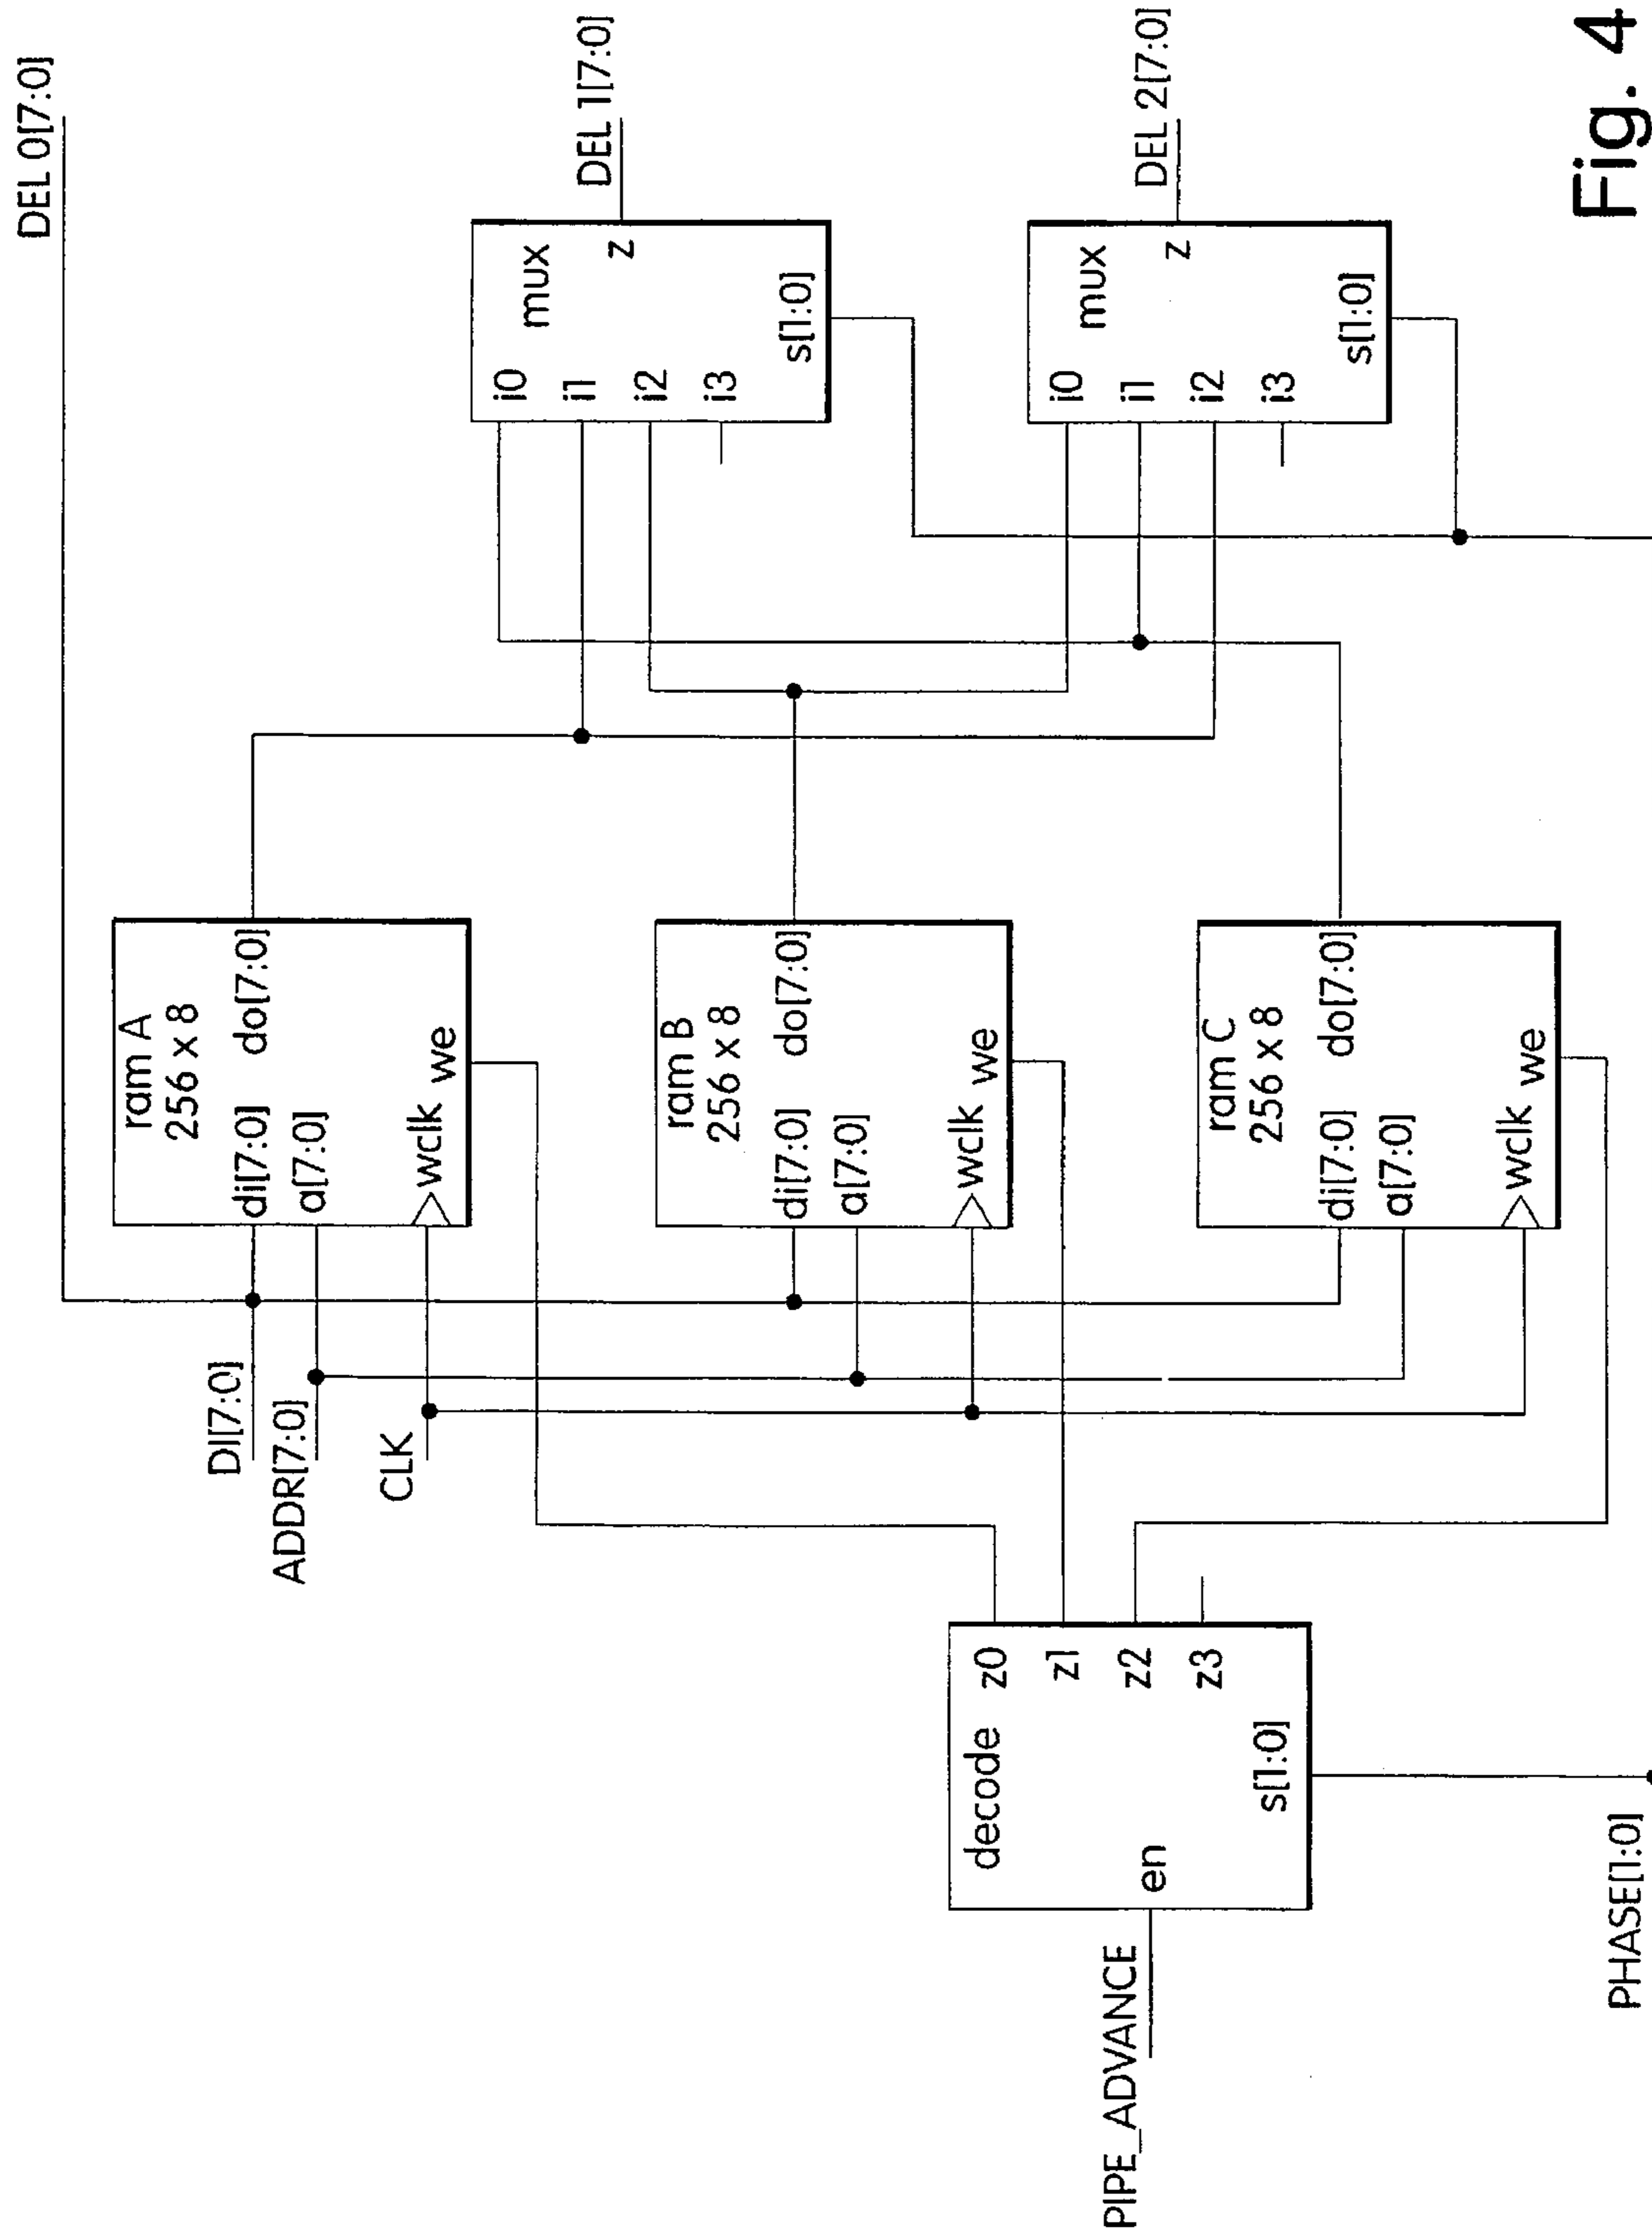 DEL 0[7:0]
DI[7:0]
ADDR[7:0]
CLK
ram A
256 x 8
di[7:0]
do[7:0]
a[7:0]
wclk
we
ram B
256 x 8
di[7:0]
do[7:0]
a[7:0]
wclk
we
ram C
256 x 8
di[7:0]
do[7:0]
a[7:0]
wclk
we
mux
i0
i1
i2
i3
z
s[1:0]
DEL 1[7:0]
mux
i0
i1
i2
i3
z
s[1:0]
DEL 2[7:0]
PIPE_ADVANCE
decode
en
z0
z1
z2
z3
s[1:0]
PHASE[1:0]
Fig. 4